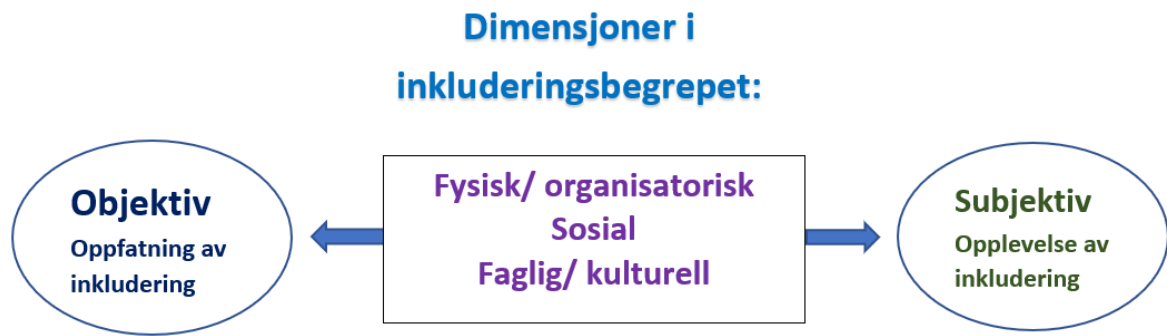 Dimensjoner i
inkluderingsbegrepet:
Objektiv
Oppfatning av
inkludering
Fysisk/ organisatorisk
Sosial
Faglig/ kulturell
Subjektiv
Opplevelse av
inkludering